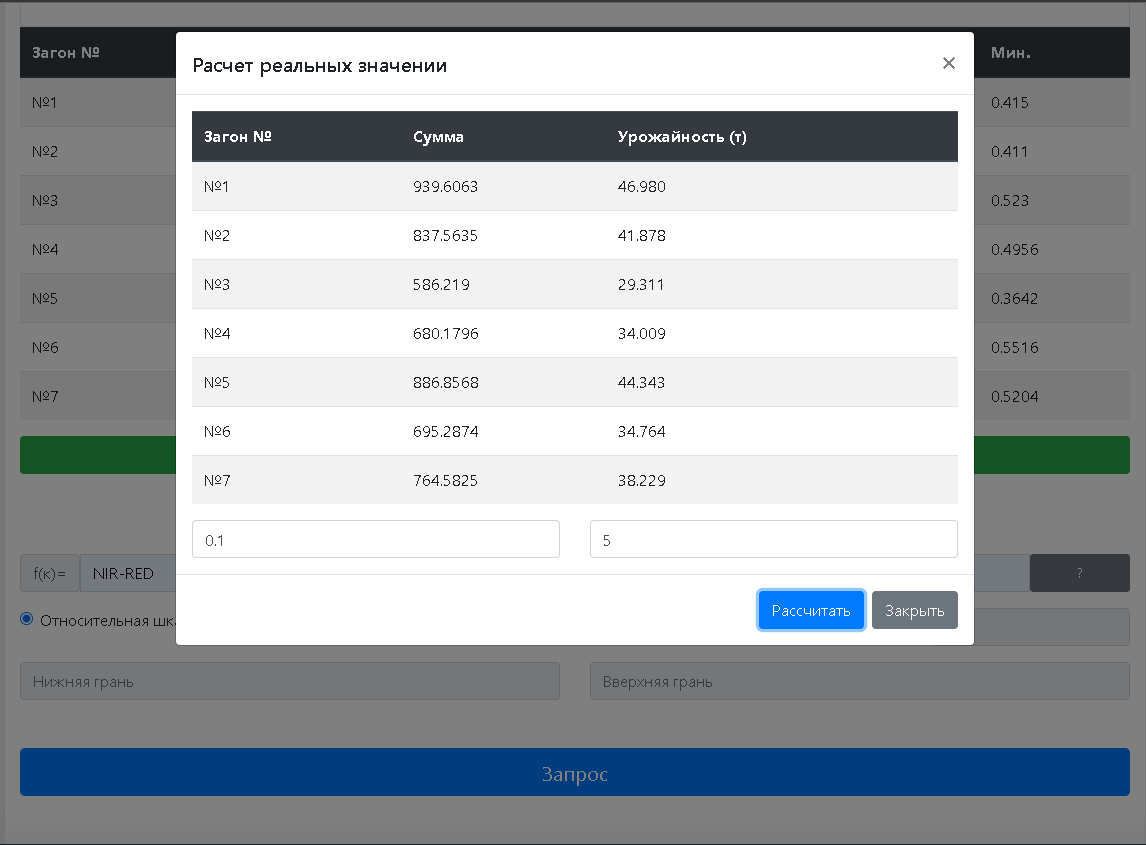 Расчет реальных значении ×
Загон № Сумма Урожайность (т)
№1 939.6063 46.980
№2 837.5635 41.878
№3 586.219 29.311
№4 680.1796 34.009
№5 886.8568 44.343
№6 695.2874 34.764
№7 764.5825 38.229
0.1 5
Рассчитать Закрыть
Загон № Мин.
№1 0.415
№2 0.411
№3 0.523
№4 0.4956
№5 0.3642
№6 0.5516
№7 0.5204
f(к)= NIR-RED ?
Относительная
Нижняя грань Вверхняя грань
Запрос